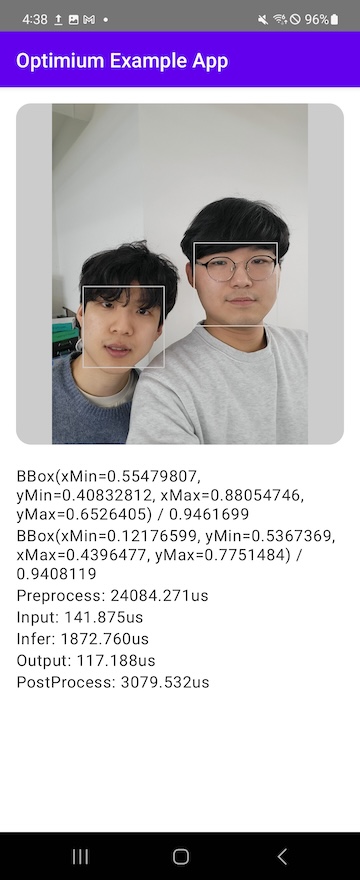 4:38
96%
Optimium Example App
BBox(xMin=0.55479807,
yMin=0.40832812, xMax=0.88054746,
yMax=0.6526405) / 0.9461699
BBox(xMin=0.12176599, yMin=0.5367369,
xMax=0.4396477, yMax=0.7751484) /
0.9408119
Preprocess: 24084.271us
Input: 141.875us
Infer: 1872.760us
Output: 117.188us
PostProcess: 3079.532us